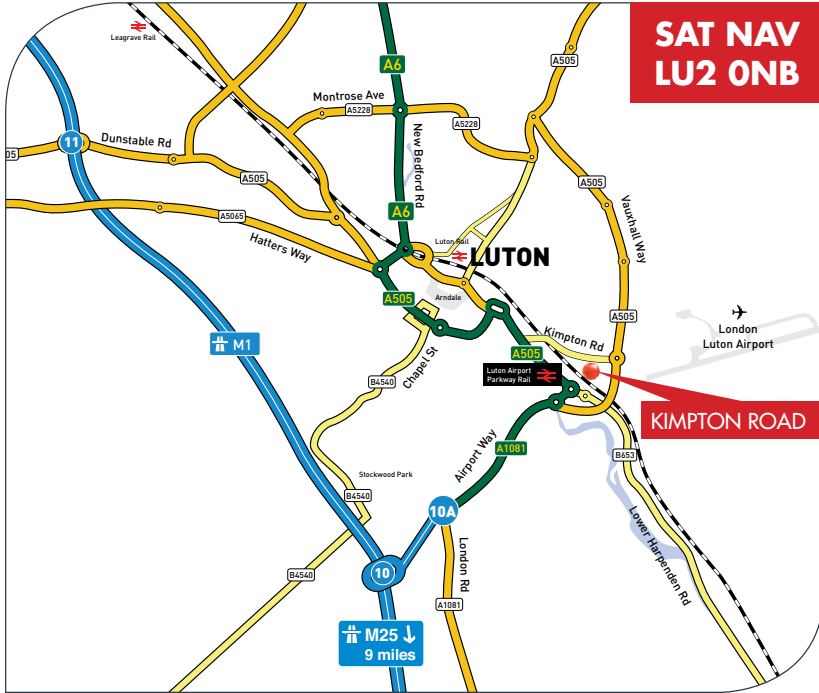 SAT NAV
LU2 0NB
Leagrave Rail
A6
A505
Montrose Ave
A5228
A5228
New Bedford Rd
11
Dunstable Rd
05
A505
A505
Vauxhall Way
A5065
A6
Hatters Way
Luton Rail
LUTON
A505
Arndale
A505
London
Luton Airport
Kimpton Rd
M1
A505
Chapel St
Luton Airport
Parkway Rail
B4540
KIMPTON ROAD
Airport Way
A1081
B653
Stockwood Park
B4540
10A
Lower Harpenden Rd
London Rd
10
B4540
A1081
M25
9 miles